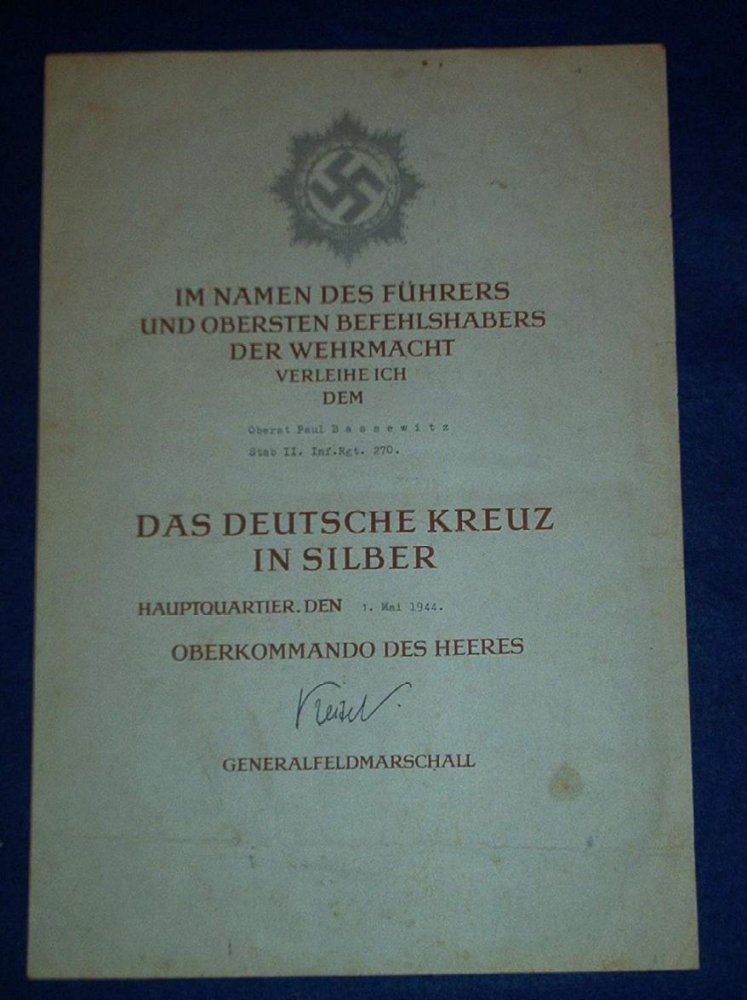 IM NAMEN DES FÜHRERS
UND OBERSTEN BEFEHLSHABERS
DER WEHRMACHT
VERLEIHE ICH
DEM
Oberst Paul B a s s e w i t z
Stab II. Inf.Rgt. 270.
DAS DEUTSCHE KREUZ
IN SILBER
HAUPTQUARTIER. DEN 1. Mai 1944.
OBERKOMMANDO DES HEERES
Keitel
GENERALFELDMARSCHALL